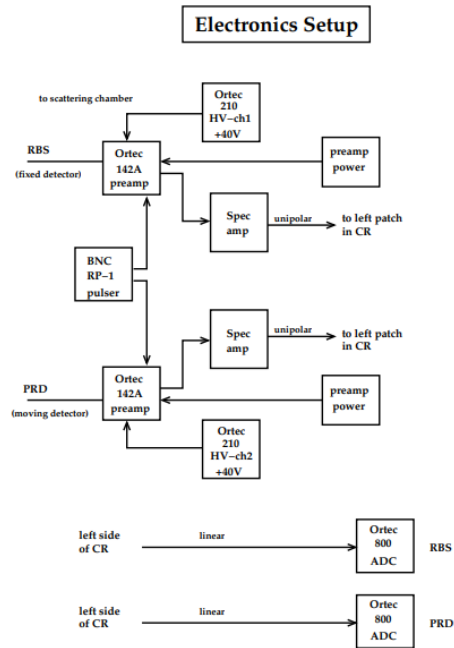 Electronics Setup
to scattering chamber
Ortec
210
HV−ch1
+40V
RBS
(fixed detector)
Ortec
142A
preamp
preamp
power
Spec
amp
unipolar
to left patch
in CR
BNC
RP−1
pulser
Spec
amp
unipolar
to left patch
in CR
PRD
(moving detector)
Ortec
142A
preamp
preamp
power
Ortec
210
HV−ch2
+40V
left side
of CR
linear
Ortec
800
ADC
RBS
left side
of CR
linear
Ortec
800
ADC
PRD